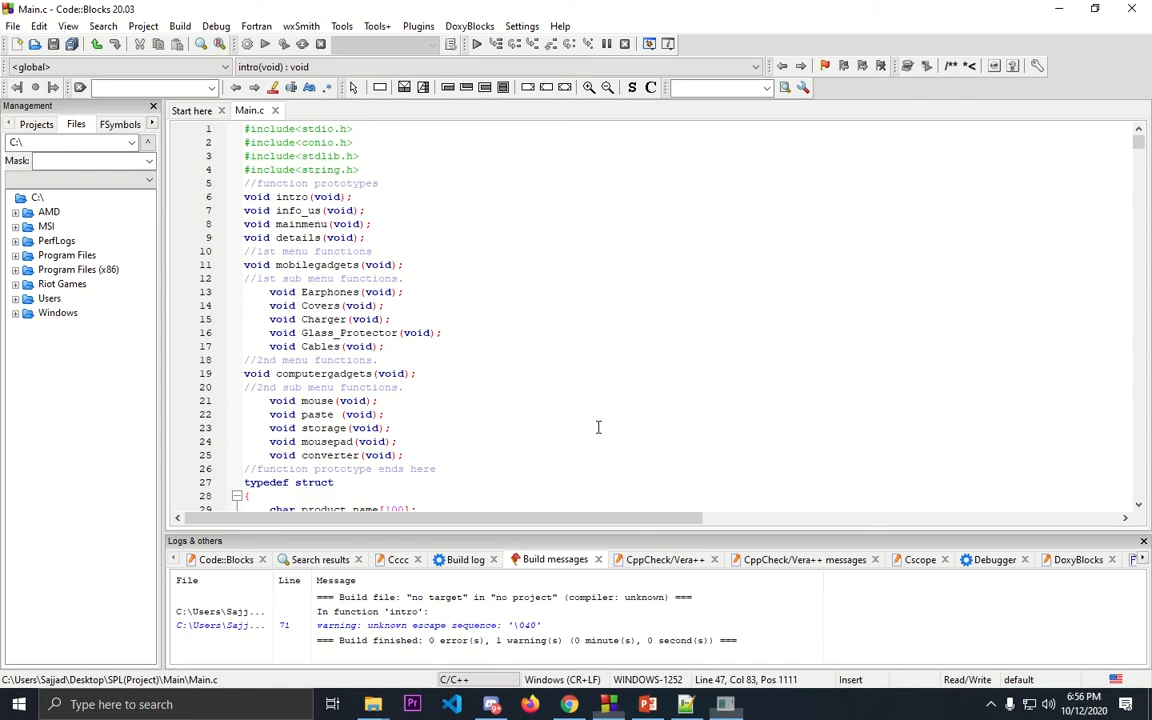 Main.c - Code::Blocks 20.03
File Edit View Search Project Build Debug Fortran wxSmith Tools Tools+ Plugins DoxyBlocks Settings Help
<global> intro(void) : void
/** *<
Aa .* S C
Management
Projects Files FSymbols
C:\ ^
Mask:
C:\
AMD
MSI
PerfLogs
Program Files
Program Files (x86)
Riot Games
Users
Windows
Start here Main.c
1 #include<stdio.h>
2 #include<conio.h>
3 #include<stdlib.h>
4 #include<string.h>
5 //function prototypes
6 void intro(void);
7 void info_us(void);
8 void mainmenu(void);
9 void details(void);
10 //1st menu functions
11 void mobilegadgets(void);
12 //1st sub menu functions.
13 void Earphones(void);
14 void Covers(void);
15 void Charger(void);
16 void Glass_Protector(void);
17 void Cables(void);
18 //2nd menu functions.
19 void computergadgets(void);
20 //2nd sub menu functions.
21 void mouse(void);
22 void paste (void);
23 void storage(void);
24 void mousepad(void);
25 void converter(void);
26 //function prototype ends here
27 typedef struct
28 {
29 char product_name[100];
Logs & others
Code::Blocks Search results Cccc Build log Build messages CppCheck/Vera++ CppCheck/Vera++ messages Cscope Debugger DoxyBlocks F
File Line Message
=== Build file: "no target" in "no project" (compiler: unknown) ===
C:\Users\Sajj... In function 'intro':
C:\Users\Sajj... 71 warning: unknown escape sequence: '\040'
=== Build finished: 0 error(s), 1 warning(s) (0 minute(s), 0 second(s)) ===
C:\Users\Sajjad\Desktop\SPL(Project)\Main\Main.c C/C++ Windows (CR+LF) WINDOWS-1252 Line 47, Col 83, Pos 1111 Insert Read/Write default
Type here to search
6:56 PM
10/12/2020